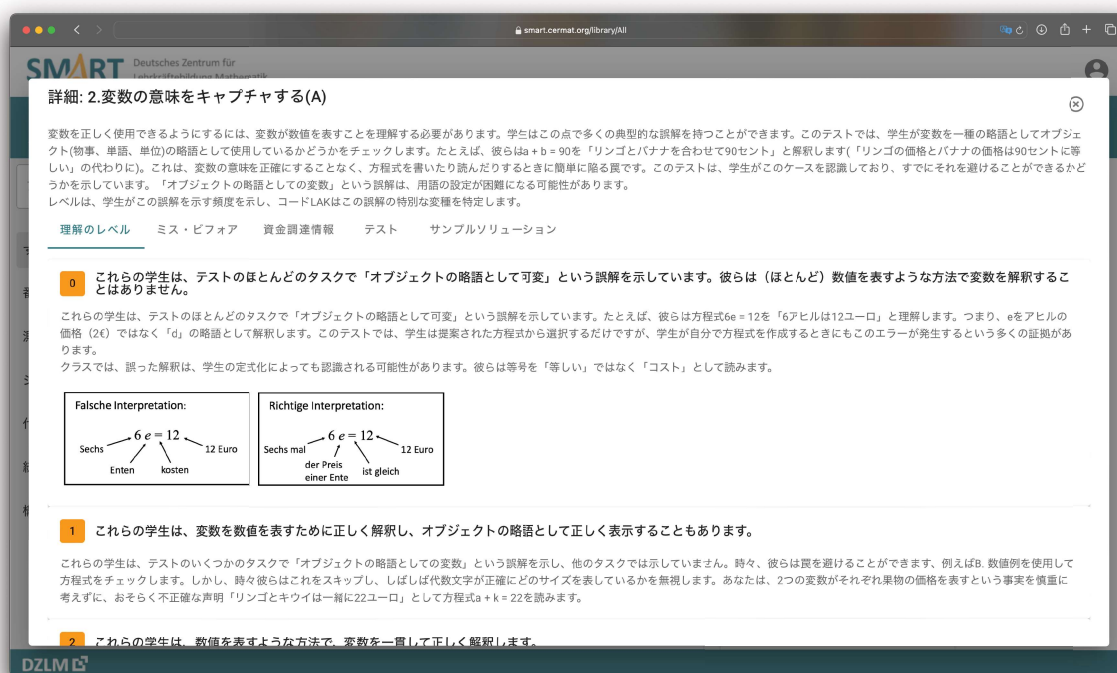 smart.cermat.org/library/All
SMART
Deutsches Zentrum für
Lehrkräftebildung Mathematik
詳細: 2.変数の意味をキャプチャする(A)
変数を正しく使用できるようにするには、変数が数値を表すことを理解する必要があります。学生はこの点で多くの典型的な誤解を持つことができます。このテストでは、学生が変数を一種の略語としてオブジェ
クト(物事、単語、単位)の略語として使用しているかどうかをチェックします。たとえば、彼らはa + b = 90を「リンゴとバナナを合わせて90セント」と解釈します(「リンゴの価格とバナナの価格は90セントに等
しい」の代わりに)。これは、変数の意味を正確にすることなく、方程式を書いたり読んだりするときに簡単に陥る罠です。このテストは、学生がこのケースを認識しており、すでにそれを避けることができるかど
うかを示しています。「オブジェクトの略語としての変数」という誤解は、用語の設定が困難になる可能性があります。
レベルは、学生がこの誤解を示す頻度を示し、コードLAKはこの誤解の特別な変種を特定します。
理解のレベル ミス・ビフォア 資金調達情報 テスト サンプルソリューション
0 これらの学生は、テストのほとんどのタスクで「オブジェクトの略語として可変」という誤解を示しています。彼らは（ほとんど）数値を表すような方法で変数を解釈するこ
とはありません。
これらの学生は、テストのほとんどのタスクで「オブジェクトの略語として可変」という誤解を示しています。たとえば、彼らは方程式6e = 12を「6アヒルは12ユーロ」と理解します。つまり、eをアヒルの
価格（2€）ではなく「d」の略語として解釈します。このテストでは、学生は提案された方程式から選択するだけですが、学生が自分で方程式を作成するときにもこのエラーが発生するという多くの証拠があ
ります。
クラスでは、誤った解釈は、学生の定式化によっても認識される可能性があります。彼らは等号を「等しい」ではなく「コスト」として読みます。
Falsche Interpretation:
6 e = 12
Sechs
12 Euro
Enten
kosten
Richtige Interpretation:
6 e = 12
Sechs mal
12 Euro
der Preis
einer Ente
ist gleich
1 これらの学生は、変数を数値を表すために正しく解釈し、オブジェクトの略語として正しく表示することもあります。
これらの学生は、テストのいくつかのタスクで「オブジェクトの略語としての変数」という誤解を示し、他のタスクでは示していません。時々、彼らは罠を避けることができます、例えばB. 数値例を使用して
方程式をチェックします。しかし、時々彼らはこれをスキップし、しばしば代数文字が正確にどのサイズを表しているかを無視します。あなたは、2つの変数がそれぞれ果物の価格を表すという事実を慎重に
考えずに、おそらく不正確な声明「リンゴとキウイは一緒に22ユーロ」として方程式a + k = 22を読みます。
2 これらの学生は、数値を表すような方法で、変数を一貫して正しく解釈します。
DZLM